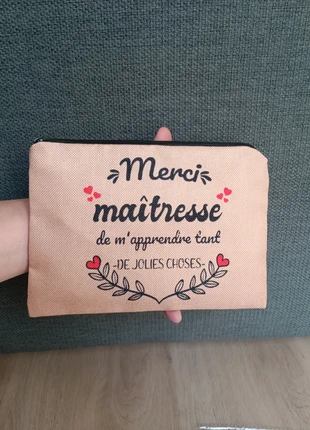 Merci
maîtresse
de m'apprendre tant
-DE JOLIES CHOSES-